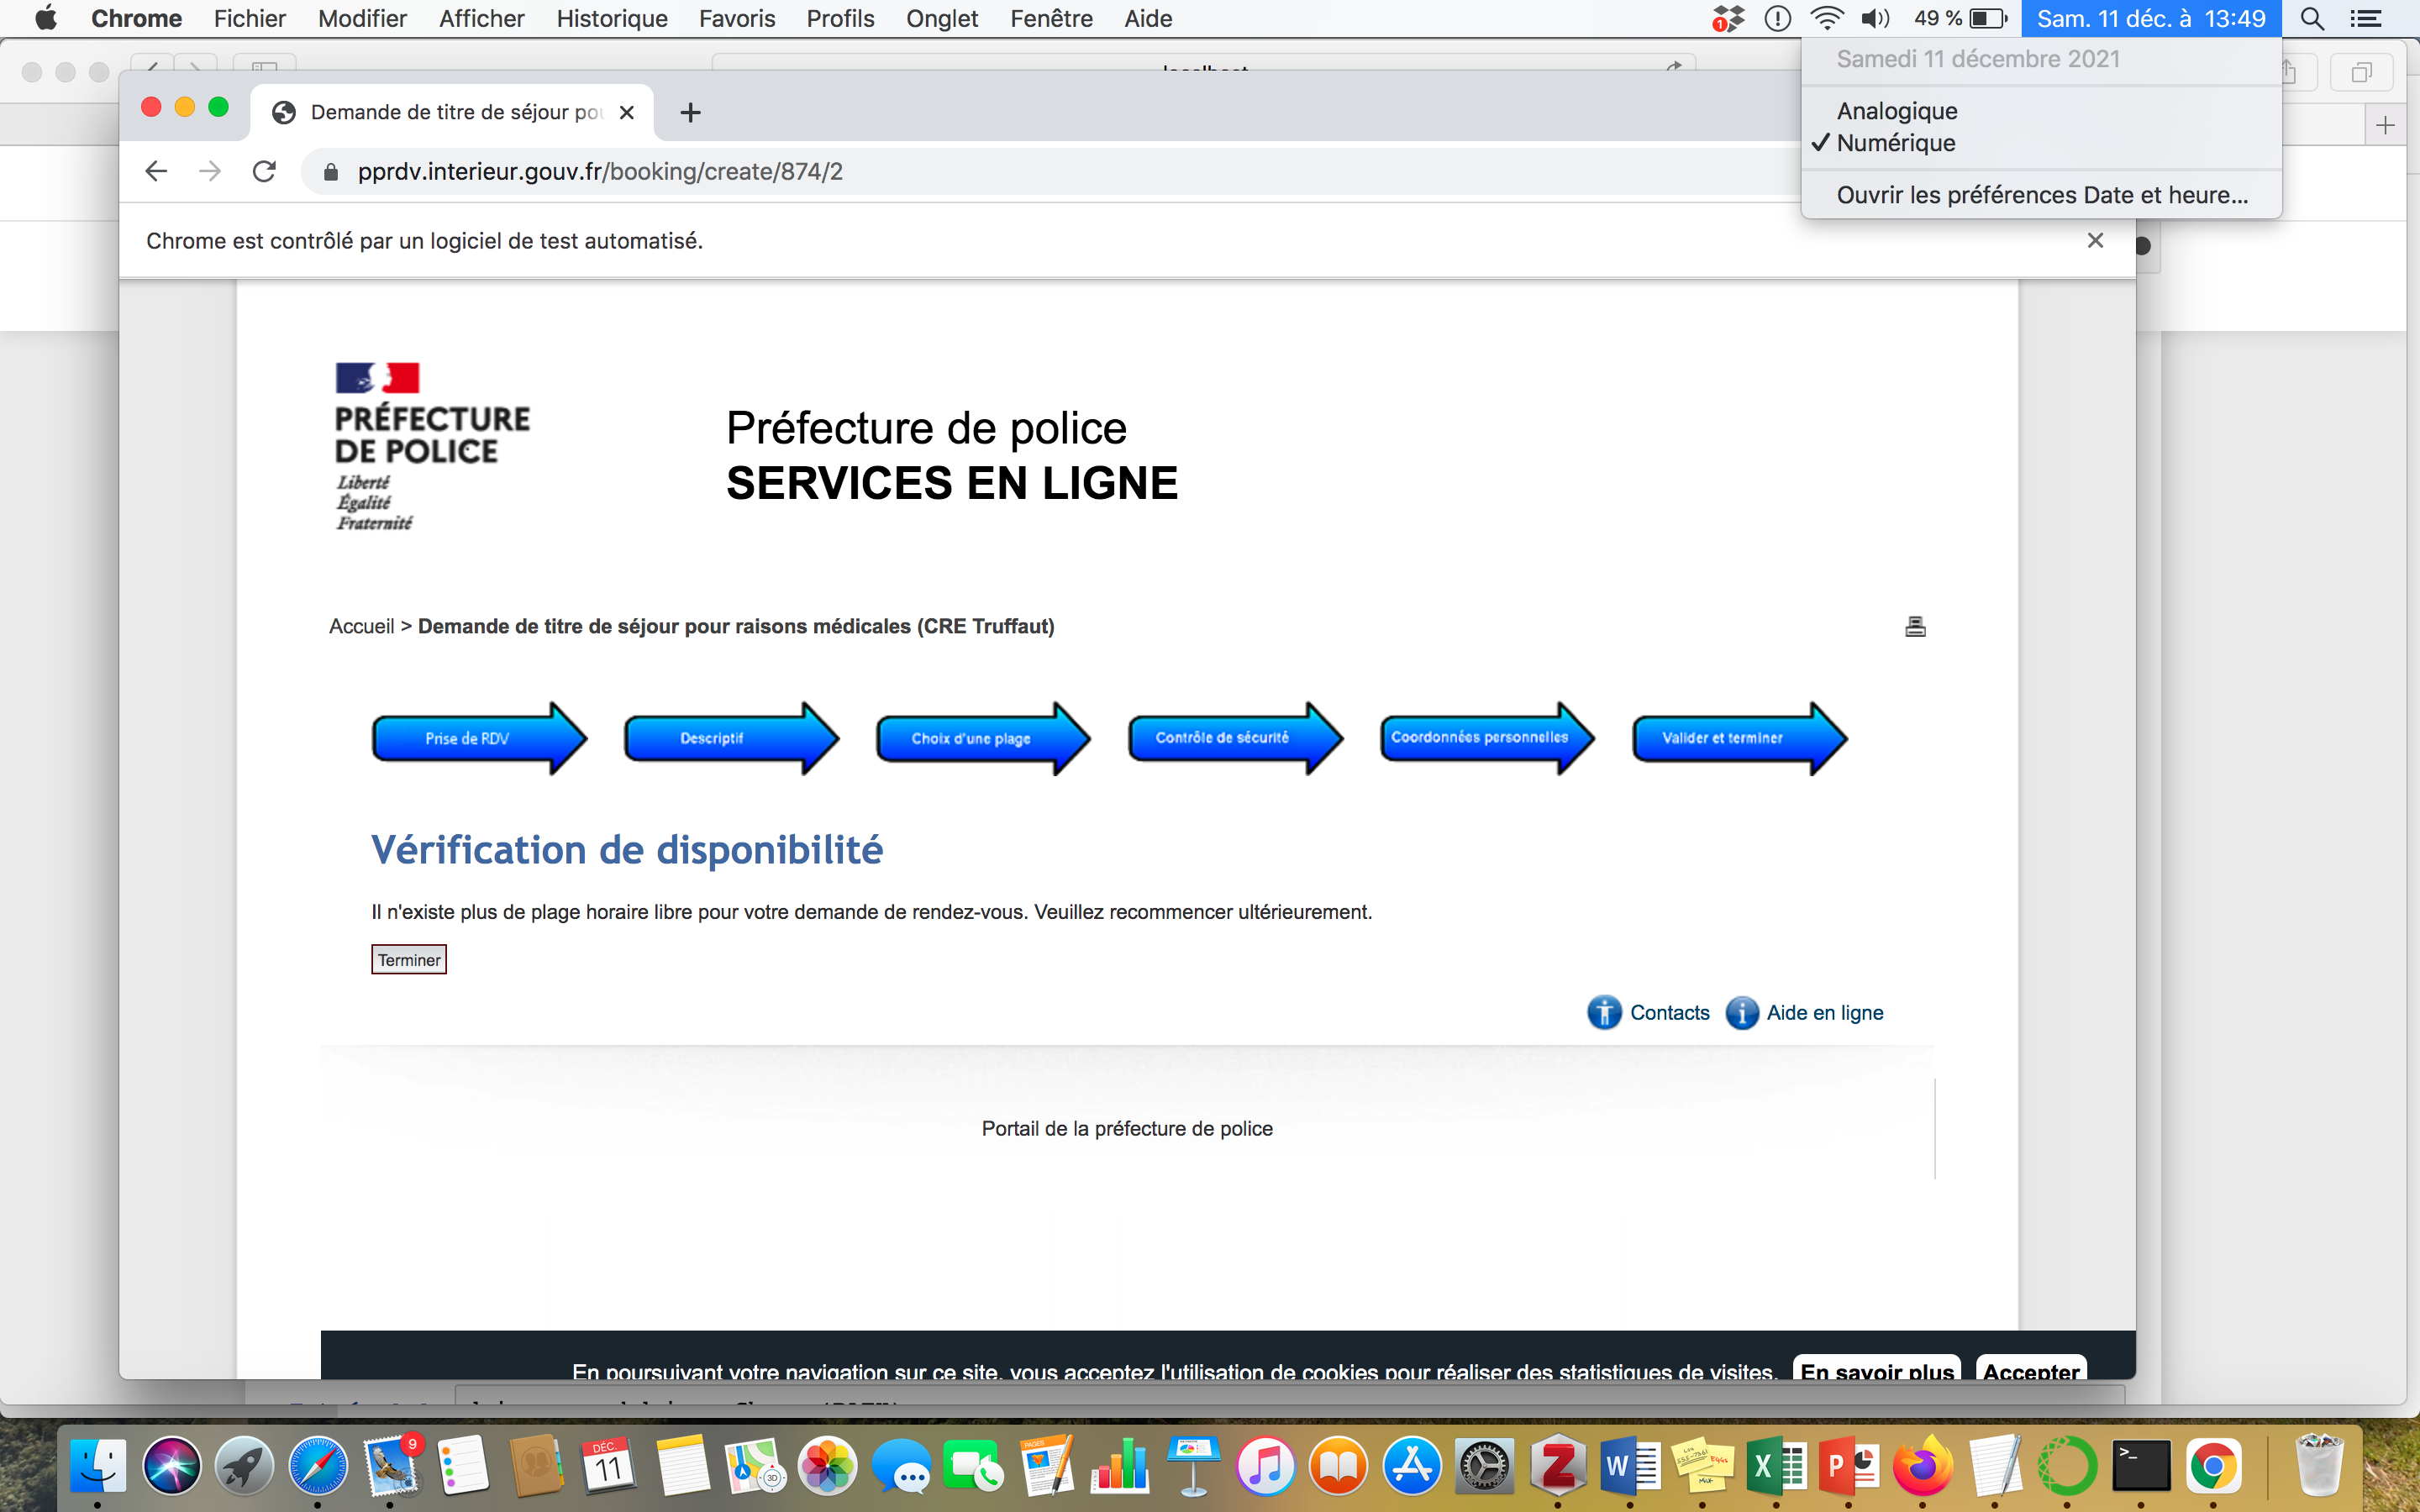 Chrome Fichier Modifier Afficher Historique Favoris Profils Onglet Fenêtre Aide
1 49 % Sam. 11 déc. à 13:49
Samedi 11 décembre 2021
Analogique
✓ Numérique
Ouvrir les préférences Date et heure...
Demande de titre de séjour pou
pprdv.interieur.gouv.fr/booking/create/874/2
Chrome est contrôlé par un logiciel de test automatisé.
PRÉFECTURE
DE POLICE
Liberté
Égalité
Fraternité
Préfecture de police
SERVICES EN LIGNE
Accueil > Demande de titre de séjour pour raisons médicales (CRE Truffaut)
Prise de RDV Descriptif Choix d'une plage Contrôle de sécurité Coordonnées personnelles Valider et terminer
Vérification de disponibilité
Il n'existe plus de plage horaire libre pour votre demande de rendez-vous. Veuillez recommencer ultérieurement.
Terminer
Contacts Aide en ligne
Portail de la préfecture de police
En poursuivant votre navigation sur ce site, vous acceptez l'utilisation de cookies pour réaliser des statistiques de visites. En savoir plus Accepter
9
DÉC.
11
3D
PAGES
Z
W
X
P
>_